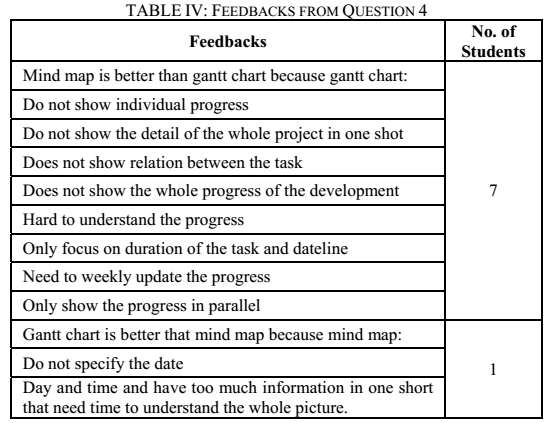 TABLE IV: FEEDBACKS FROM QUESTION 4
Feedbacks
No. of
Students
Mind map is better than gantt chart because gantt chart:
Do not show individual progress
Do not show the detail of the whole project in one shot
Does not show relation between the task
Does not show the whole progress of the development
7
Hard to understand the progress
Only focus on duration of the task and dateline
Need to weekly update the progress
Only show the progress in parallel
Gantt chart is better that mind map because mind map:
Do not specify the date
1
Day and time and have too much information in one short
that need time to understand the whole picture.